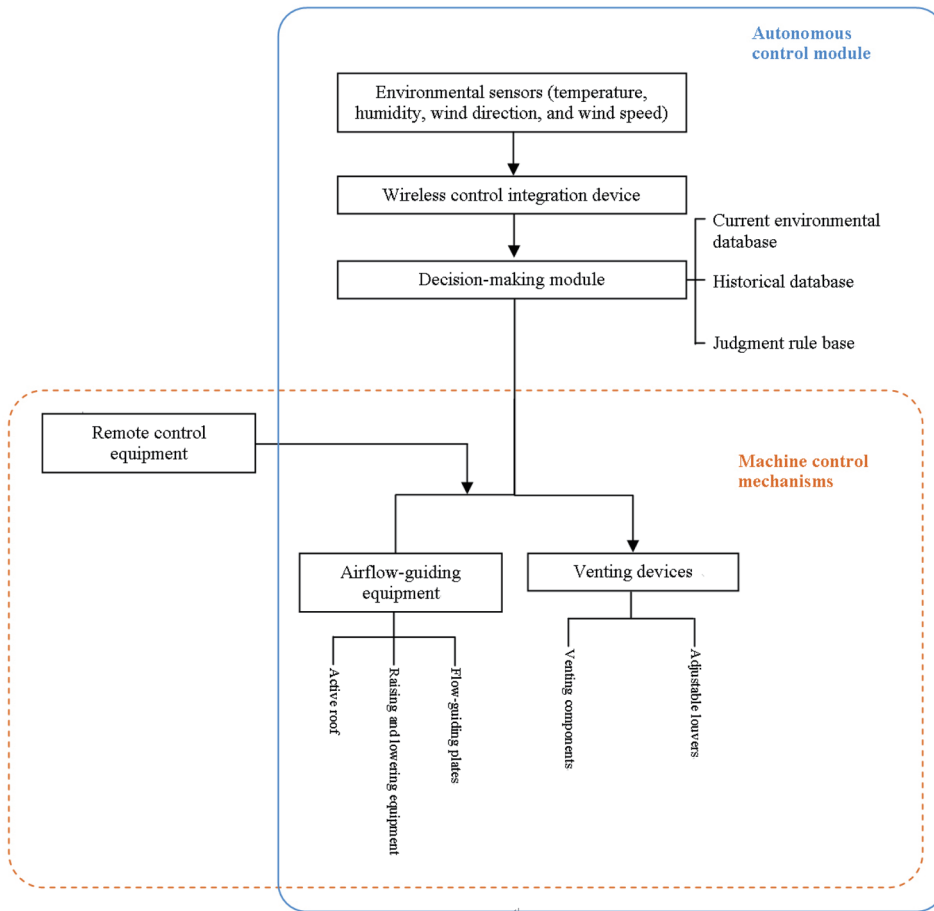 Autonomous
control module
Environmental sensors (temperature,
humidity, wind direction, and wind speed)
Wireless control integration device
Current environmental
database
Decision-making module
Historical database
Judgment rule base
Remote control
equipment
Machine control
mechanisms
Airflow-guiding
equipment
Venting devices
Active roof
Raising and lowering equipment
Flow-guiding plates
Venting components
Adjustable louvers